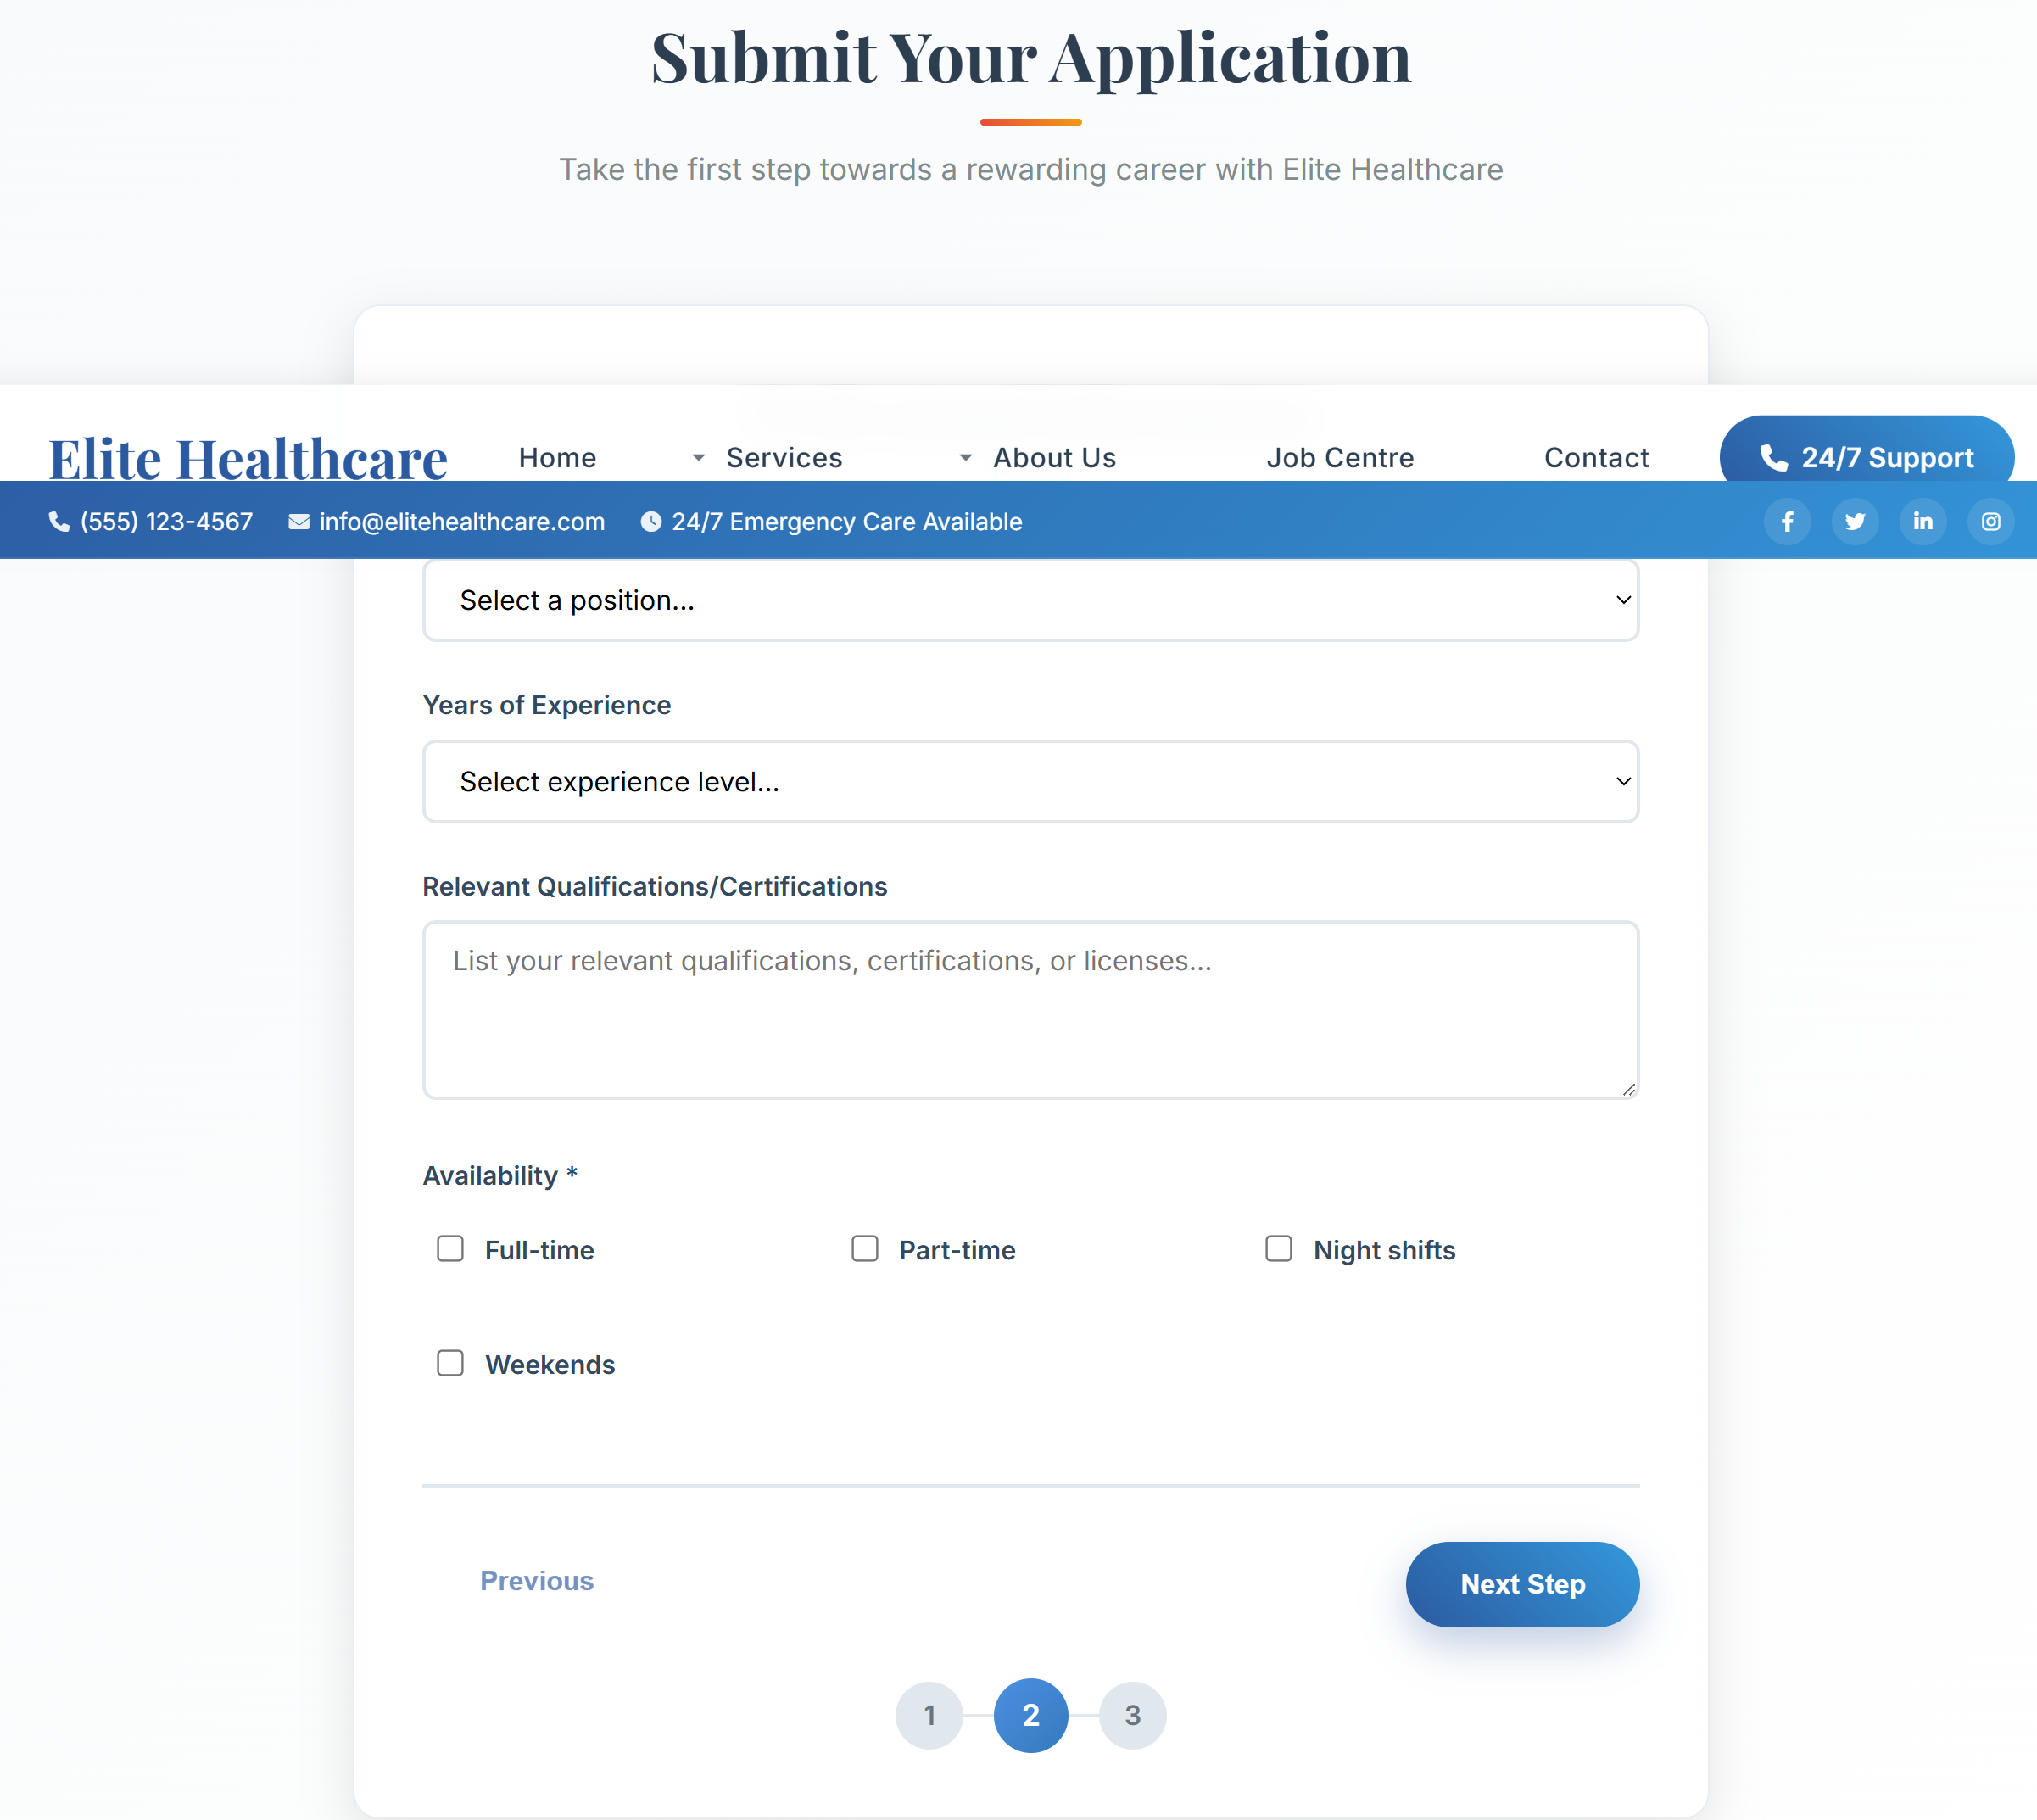 Submit Your Application
Take the first step towards a rewarding career with Elite Healthcare
Elite Healthcare Home Services About Us Job Centre Contact 24/7 Support
(555) 123-4567 info@elitehealthcare.com 24/7 Emergency Care Available
Select a position...
Years of Experience
Select experience level...
Relevant Qualifications/Certifications
List your relevant qualifications, certifications, or licenses...
Availability *
Full-time Part-time Night shifts
Weekends
Previous Next Step
1 2 3